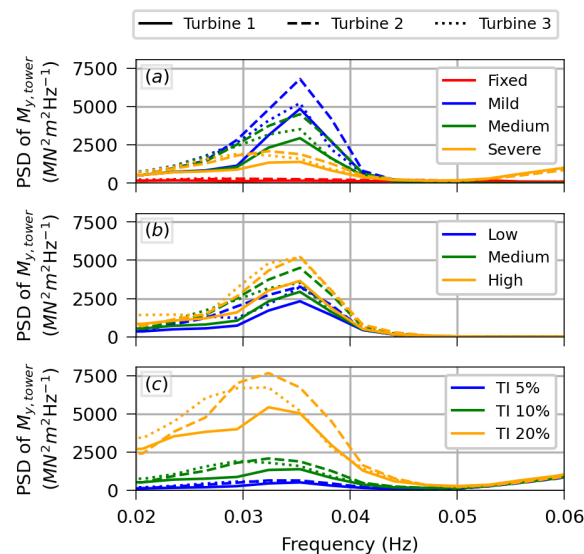 Turbine 1 Turbine 2 Turbine 3
(a)
Fixed
Mild
Medium
Severe
PSD of M_{y,tower}
(MN²m²Hz⁻¹)
7500
5000
2500
0
(b)
Low
Medium
High
PSD of M_{y,tower}
(MN²m²Hz⁻¹)
7500
5000
2500
0
(c)
TI 5%
TI 10%
TI 20%
PSD of M_{y,tower}
(MN²m²Hz⁻¹)
7500
5000
2500
0
0.02 0.03 0.04 0.05 0.06
Frequency (Hz)